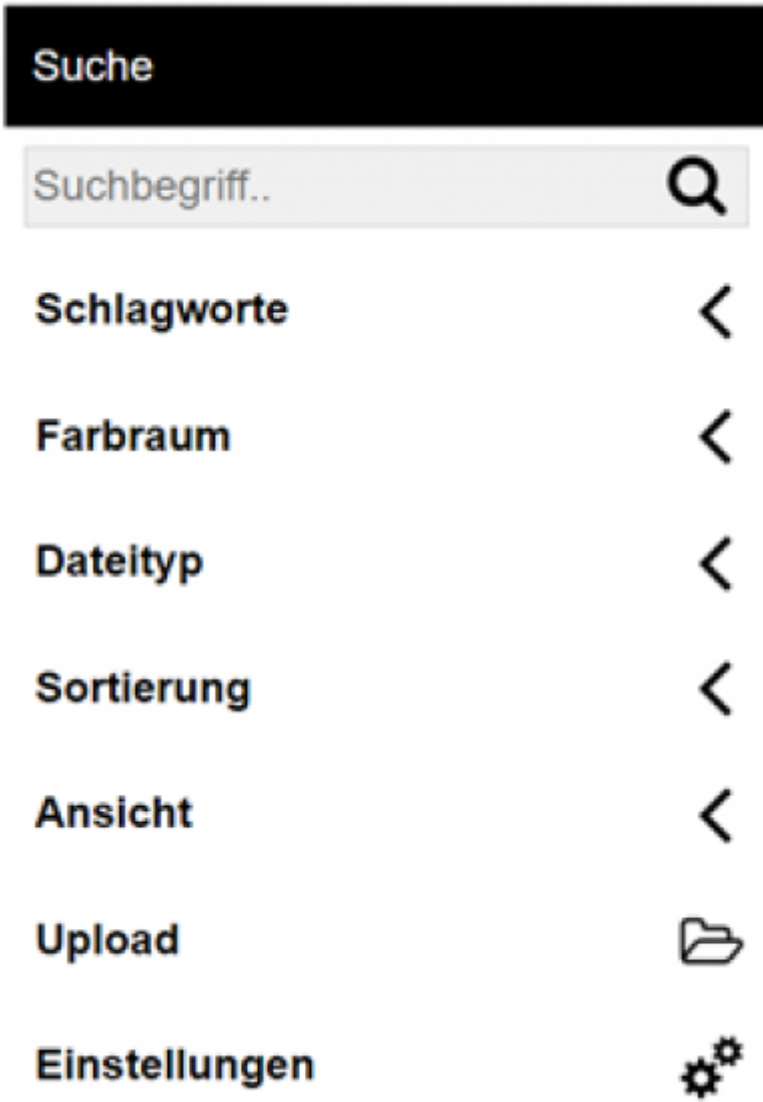 Suche
Suchbegriff..
Schlagworte
Farbraum
Dateityp
Sortierung
Ansicht
Upload
Einstellungen